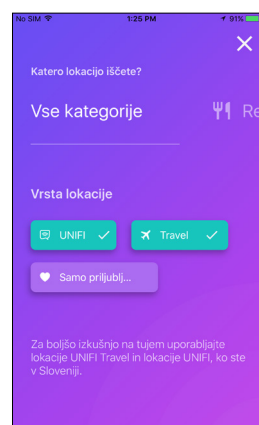 No SIM 1:25 PM 91%
Katero lokacijo iščete?
Vse kategorije Re
Vrsta lokacije
UNIFI Travel
Samo priljublj...
Za boljšo izkušnjo na tujem uporabljajte
lokacije UNIFI Travel in lokacije UNIFI, ko ste
v Sloveniji.